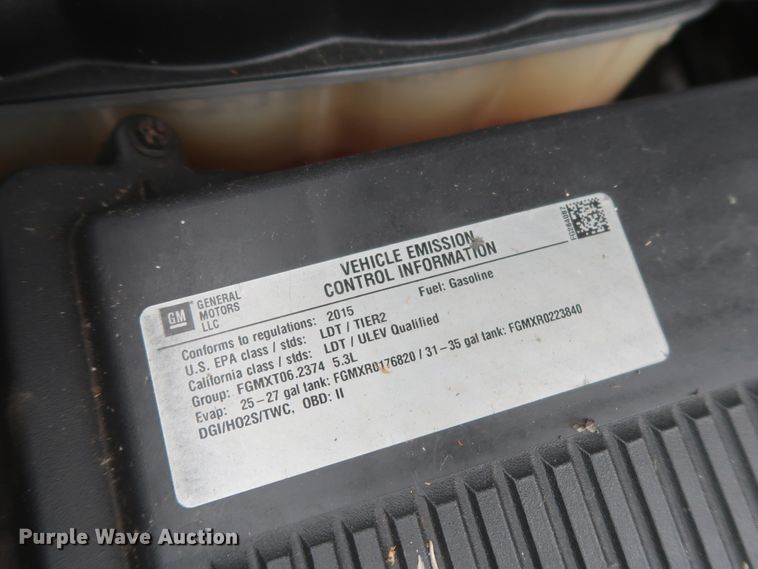 VEHICLE EMISSION
CONTROL INFORMATION
GM
GENERAL
MOTORS
LLC
Fuel: Gasoline
Conforms to regulations: 2015
U.S. EPA class / stds: LDT / TIER2
California class / stds: LDT / ULEV Qualified
Group: FGMXT06.2374 5.3L
Evap: 25-27 gal tank: FGMXR0176820 / 31-35 gal tank: FGMXR0223840
DGI/HO2S/TWC, OBD: II
Purple Wave Auction